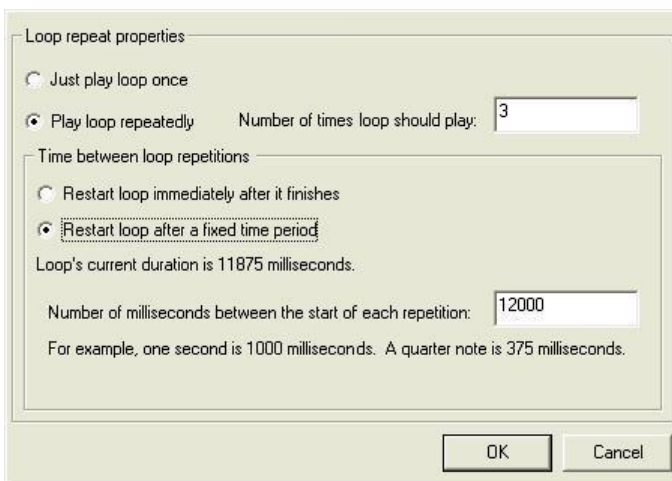 Loop repeat properties
Just play loop once
Play loop repeatedly Number of times loop should play: 3
Time between loop repetitions
Restart loop immediately after it finishes
Restart loop after a fixed time period
Loop's current duration is 11875 milliseconds.
Number of milliseconds between the start of each repetition: 12000
For example, one second is 1000 milliseconds. A quarter note is 375 milliseconds.
OK Cancel